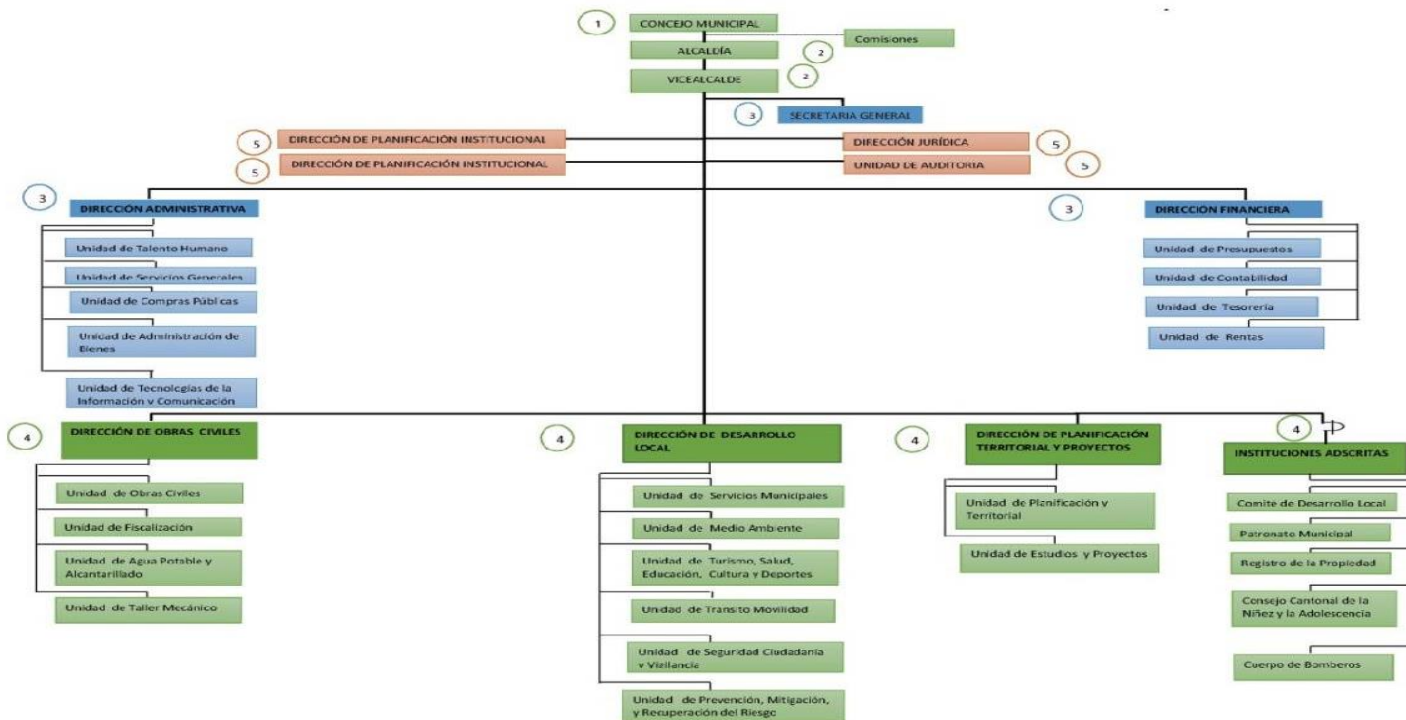 1
CONCEJO MUNICIPAL
Comisiones
ALCALDÍA
2
VICEALCALDE
2
3
SECRETARIA GENERAL
5
DIRECCIÓN DE PLANIFICACIÓN INSTITUCIONAL
DIRECCIÓN JURÍDICA
5
5
DIRECCIÓN DE PLANIFICACIÓN INSTITUCIONAL
UNIDAD DE AUDITORIA
5
3
DIRECCIÓN ADMINISTRATIVA
Unidad de Talento Humano
Unidad de Servicios Generales
Unidad de Compras Públicas
Unidad de Administración de
Bienes
Unidad de Tecnologías de la
Información y Comunicación
3
DIRECCIÓN FINANCIERA
Unidad de Presupuestos
Unidad de Contabilidad
Unidad de Tesorería
Unidad de Rentas
4
DIRECCIÓN DE OBRAS CIVILES
Unidad de Obras Civiles
Unidad de Fiscalización
Unidad de Agua Potable y
Alcantarillado
Unidad de Taller Mecánico
4
DIRECCIÓN DE DESARROLLO
LOCAL
Unidad de Servicios Municipales
Unidad de Medio Ambiente
Unidad de Turismo, Salud,
Educación, Cultura y Deportes
Unidad de Transito Movilidad
Unidad de Seguridad Ciudadanía
y Vigilancia
Unidad de Prevención, Mitigación,
y Recuperación del Riesgo
4
DIRECCIÓN DE PLANIFICACIÓN
TERRITORIAL Y PROYECTOS
Unidad de Planificación y
Territorial
Unidad de Estudios y Proyectos
4
INSTITUCIONES ADSCRITAS
Comité de Desarrollo Local
Patronato Municipal
Registro de la Propiedad
Consejo Cantonal de la
Niñez y la Adolescencia
Cuerpo de Bomberos